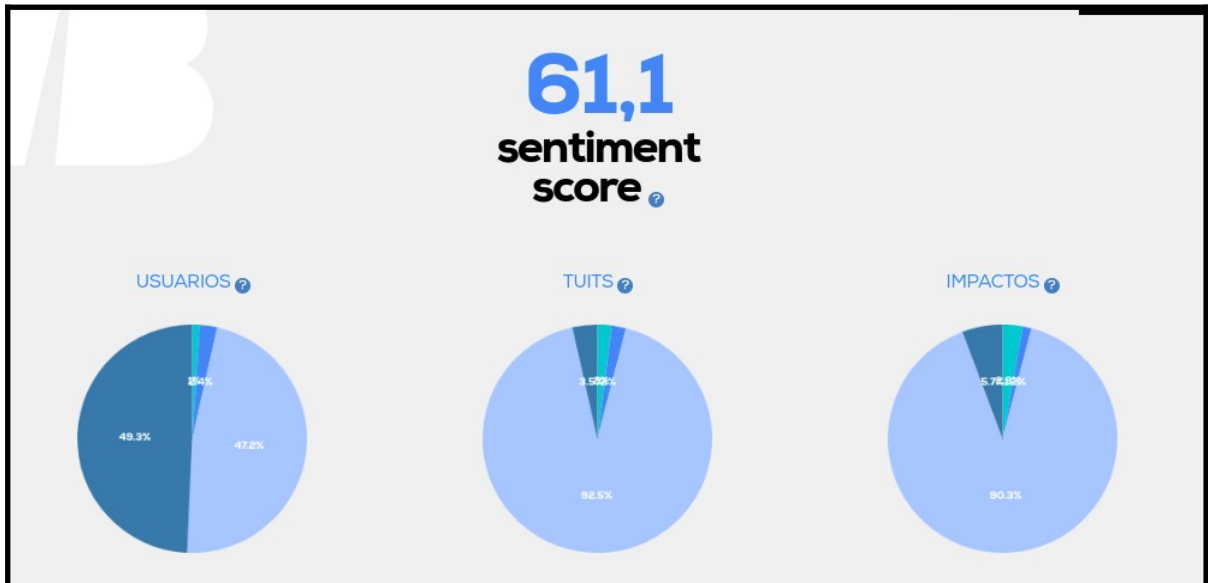 61,1
sentiment
score ?
USUARIOS ?
TUITS ?
IMPACTOS ?
49.3%
47.2%
92.5%
90.3%